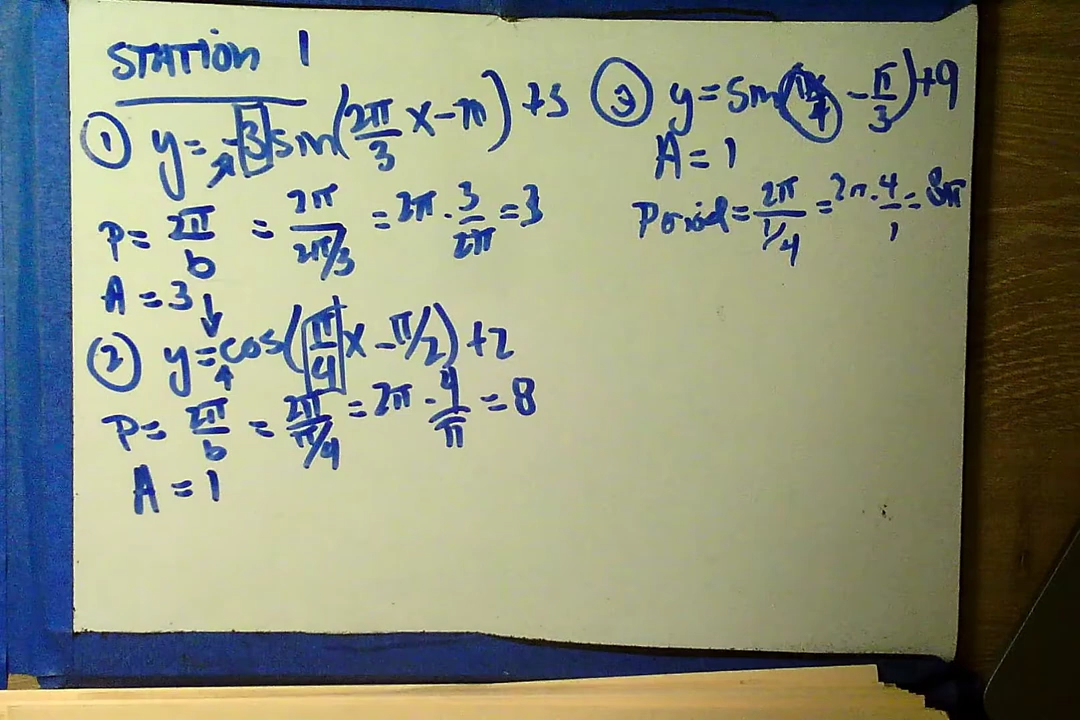 STATION 1
① y = -3 sin(2π/3 x - π) + 5
P = 2π/b = 2π/2π/3 = 2π · 3/2π = 3
A = 3
② y = cos(π/4 x - π/2) + 2
P = 2π/b = 2π/π/4 = 2π · 4/π = 8
A = 1
③ y = sin( - π/3) + 9
A = 1
Period = 2π/1/4 = 2π · 4/1 = 8π